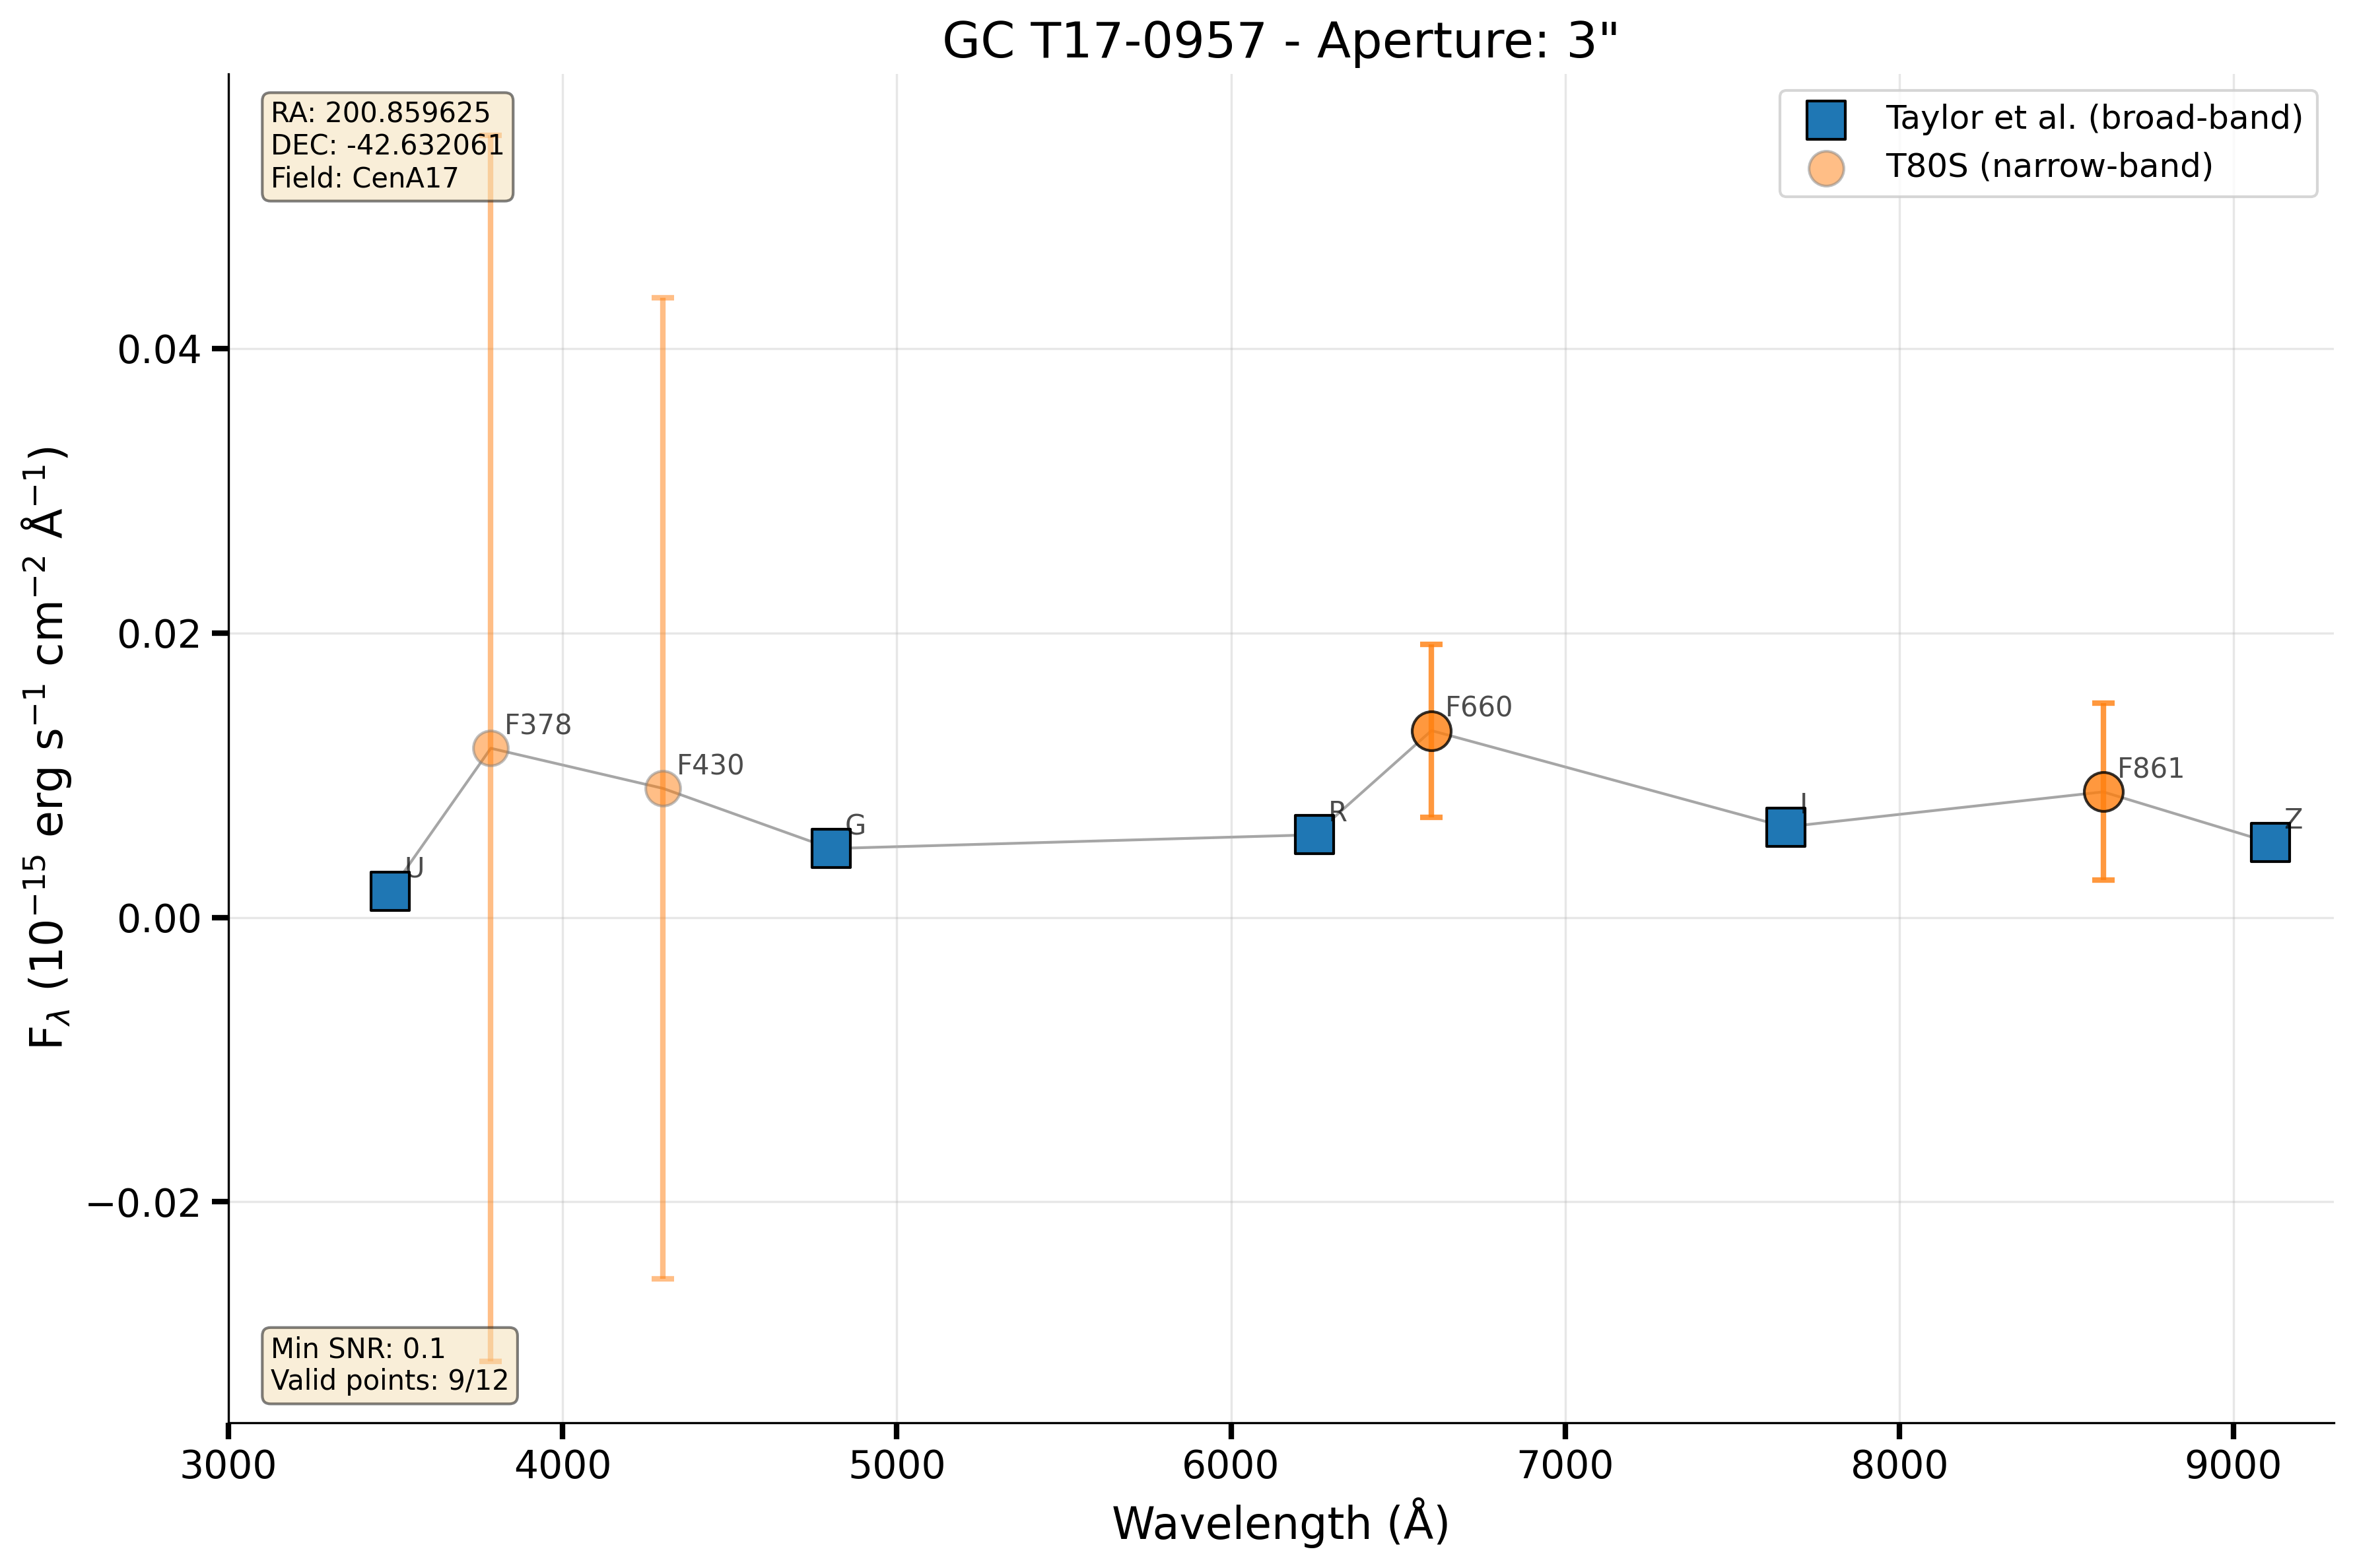 GC T17-0957 - Aperture: 3"
RA: 200.859625
DEC: -42.632061
Field: CenA17
Taylor et al. (broad-band)
T80S (narrow-band)
F_λ (10⁻¹⁵ erg s⁻¹ cm⁻² Å⁻¹)
0.04
0.02
0.00
−0.02
U
F378
F430
G
R
F660
I
F861
Z
Min SNR: 0.1
Valid points: 9/12
3000 4000 5000 6000 7000 8000 9000
Wavelength (Å)